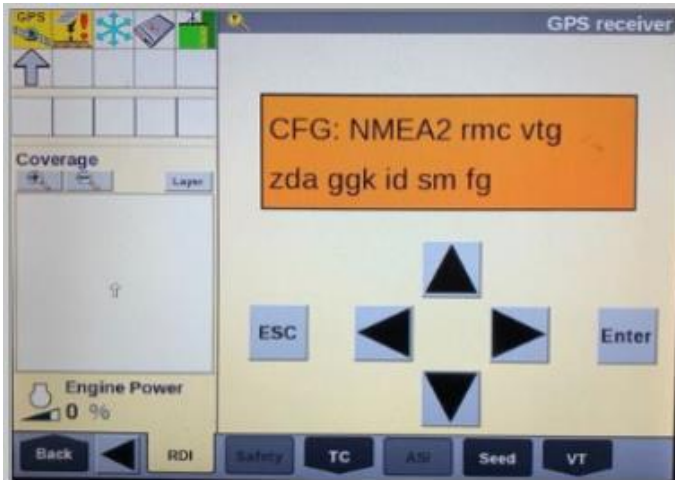 GPS
GPS receiver
CFG: NMEA2 rmc vtg
zda ggk id sm fg
Coverage
Layer
ESC
Enter
Engine Power
0 %
Back
RDI
Safety
TC
ASI
Seed
VT